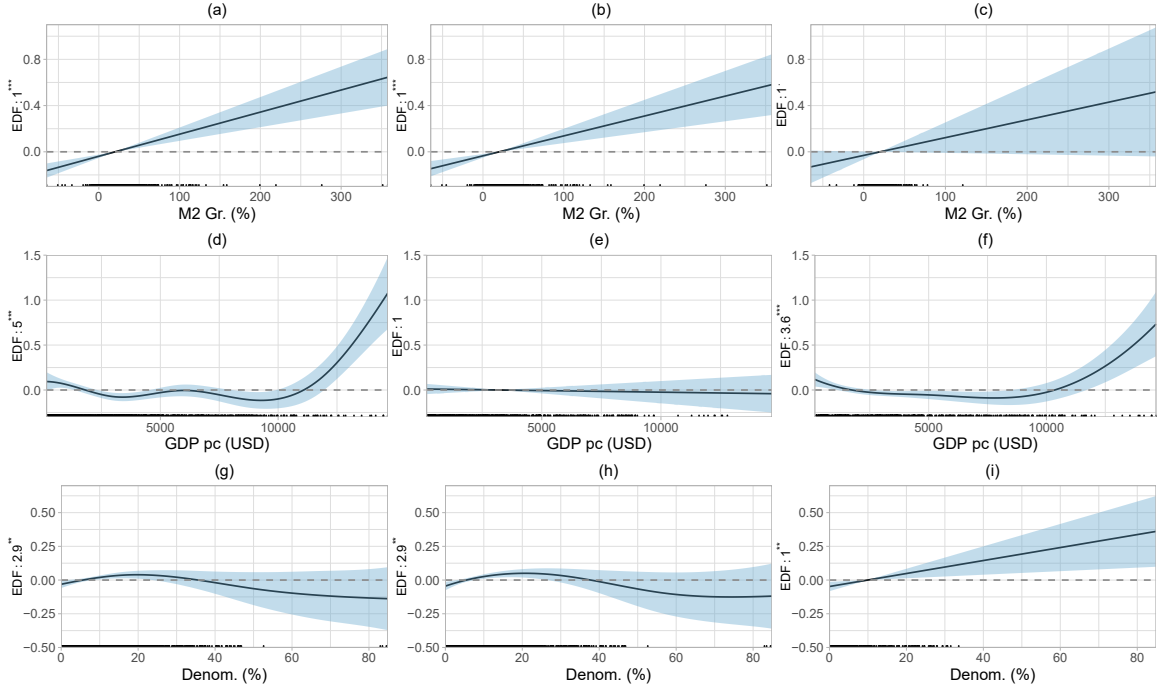 (a)
(b)
(c)
EDF : 1***
0.8
0.4
0.0
0
100
200
300
M2 Gr. (%)
EDF : 1***
0.8
0.4
0.0
0
100
200
300
M2 Gr. (%)
EDF : 1.
0.8
0.4
0.0
0
100
200
300
M2 Gr. (%)
(d)
(e)
(f)
EDF : 5***
1.5
1.0
0.5
0.0
5000
10000
GDP pc (USD)
EDF : 1
1.5
1.0
0.5
0.0
5000
10000
GDP pc (USD)
EDF : 3.6***
1.5
1.0
0.5
0.0
5000
10000
GDP pc (USD)
(g)
(h)
(i)
EDF : 2.9**
0.50
0.25
0.00
−0.25
−0.50
0
20
40
60
80
Denom. (%)
EDF : 2.9**
0.50
0.25
0.00
−0.25
−0.50
0
20
40
60
80
Denom. (%)
EDF : 1**
0.50
0.25
0.00
−0.25
−0.50
0
20
40
60
80
Denom. (%)